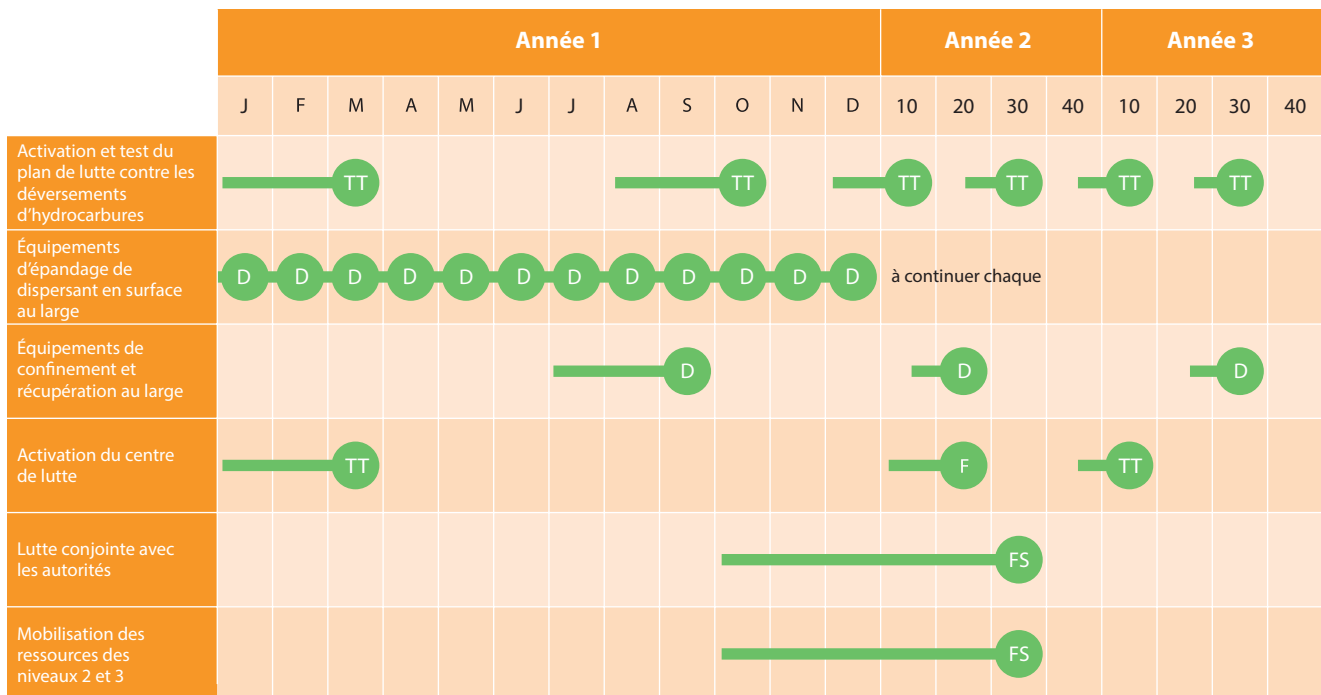 Année 1 Année 2 Année 3
J F M A M J J A S O N D 10 20 30 40 10 20 30 40
Activation et test du
plan de lutte contre les
déversements
d'hydrocarbures
TT TT TT TT TT TT
Équipements
d'épandage de
dispersant en surface
au large
D D D D D D D D D D D D à continuer chaque
Équipements de
confinement et
récupération au large
D D D
Activation du centre
de lutte
TT F TT
Lutte conjointe avec
les autorités
FS
Mobilisation des
ressources des
niveaux 2 et 3
FS